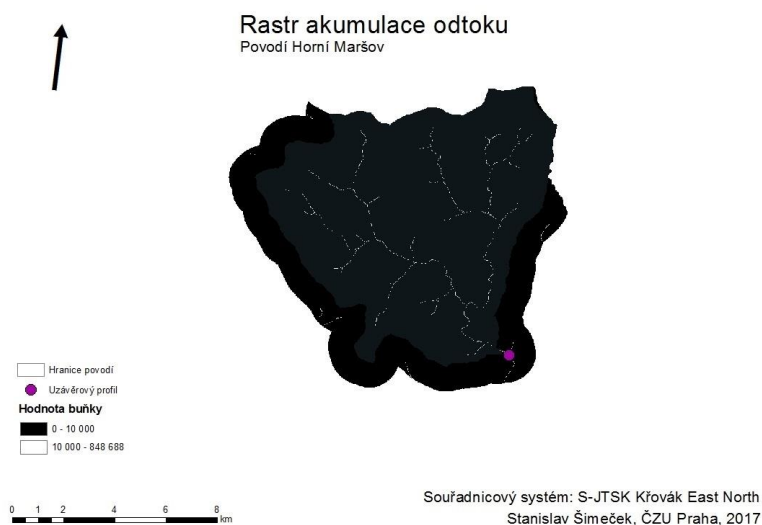 Rastr akumulace odtoku
Povodí Horní Maršov
Hranice povodí
Uzávěrový profil
Hodnota buňky
0 - 10 000
10 000 - 848 688
0 1 2 4 6 8
km
Souřadnicový systém: S-JTSK Křovák East North
Stanislav Šimeček, ČZU Praha, 2017